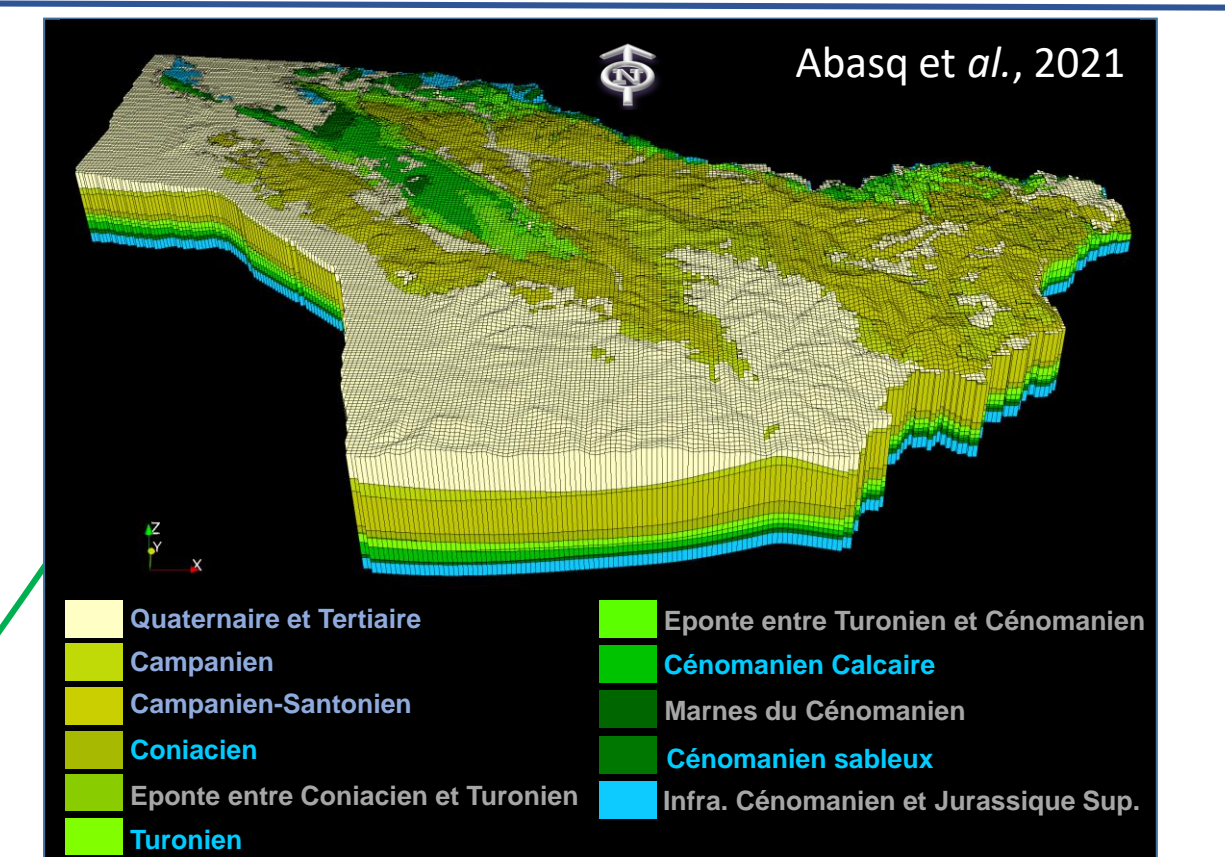 Abasq et al., 2021
N
Z
Y
X
Quaternaire et Tertiaire
Campanien
Campanien-Santonien
Coniacien
Eponte entre Coniacien et Turonien
Turonien
Eponte entre Turonien et Cénomanien
Cénomanien Calcaire
Marnes du Cénomanien
Cénomanien sableux
Infra. Cénomanien et Jurassique Sup.